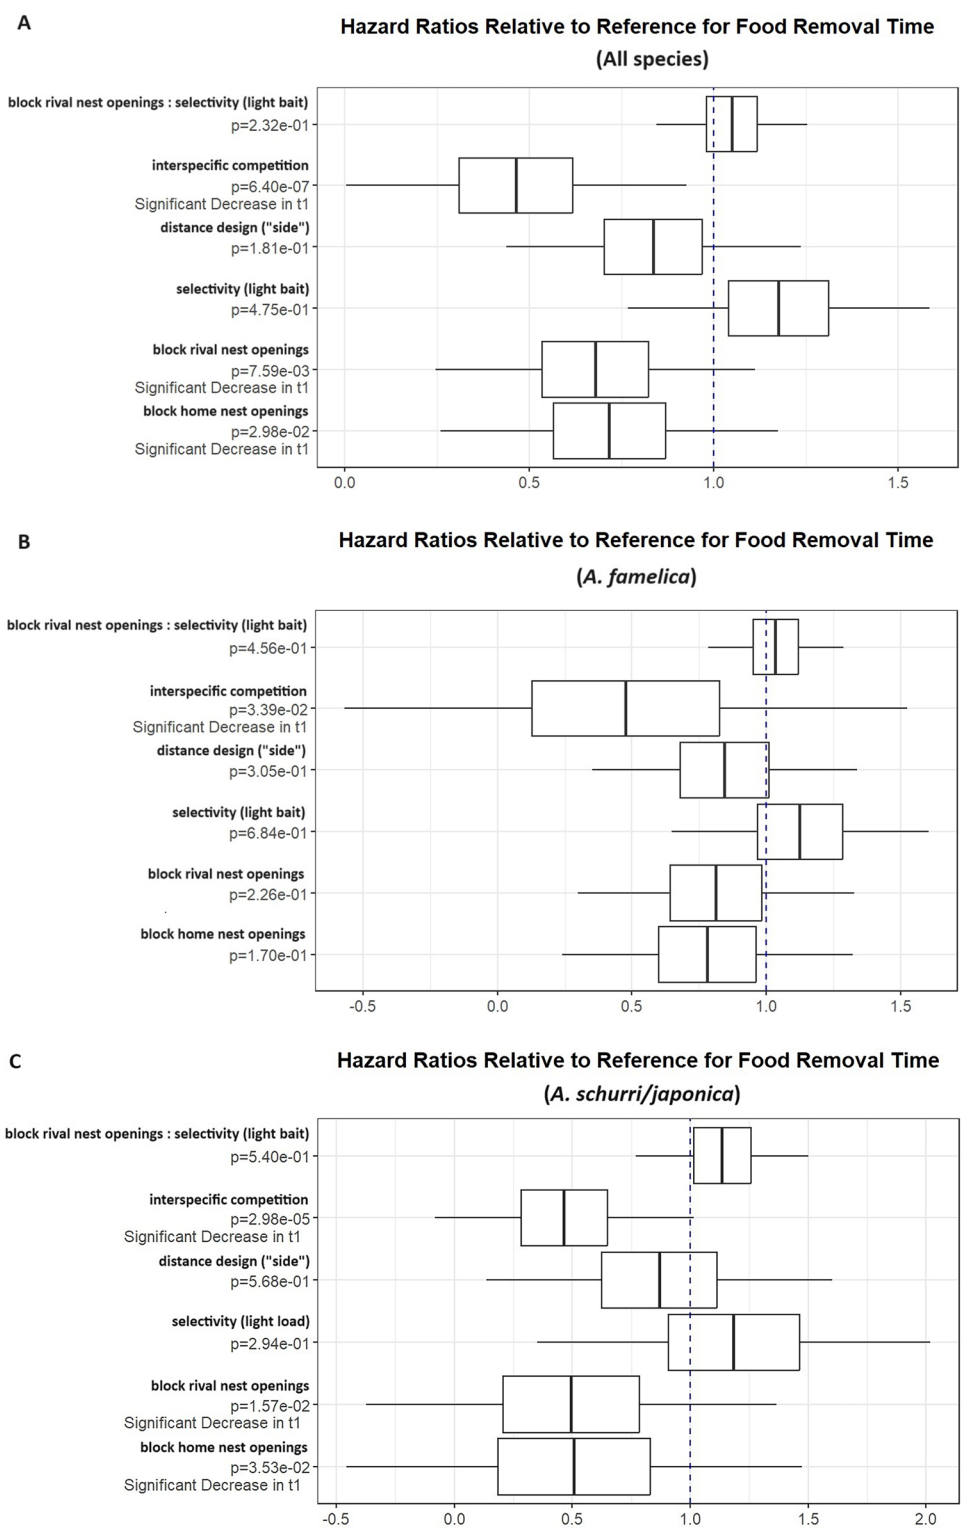 A
Hazard Ratios Relative to Reference for Food Removal Time
(All species)
block rival nest openings : selectivity (light bait)
p=2.32e-01
interspecific competition
p=6.40e-07
Significant Decrease in t1
distance design ("side")
p=1.81e-01
selectivity (light bait)
p=4.75e-01
block rival nest openings
p=7.59e-03
Significant Decrease in t1
block home nest openings
p=2.98e-02
Significant Decrease in t1
0.0 0.5 1.0 1.5
B
Hazard Ratios Relative to Reference for Food Removal Time
(A. famelica)
block rival nest openings : selectivity (light bait)
p=4.56e-01
interspecific competition
p=3.39e-02
Significant Decrease in t1
distance design ("side")
p=3.05e-01
selectivity (light bait)
p=6.84e-01
block rival nest openings
p=2.26e-01
block home nest openings
p=1.70e-01
-0.5 0.0 0.5 1.0 1.5
C
Hazard Ratios Relative to Reference for Food Removal Time
(A. schurri/japonica)
block rival nest openings : selectivity (light bait)
p=5.40e-01
interspecific competition
p=2.98e-05
Significant Decrease in t1
distance design ("side")
p=5.68e-01
selectivity (light load)
p=2.94e-01
block rival nest openings
p=1.57e-02
Significant Decrease in t1
block home nest openings
p=3.53e-02
Significant Decrease in t1
-0.5 0.0 0.5 1.0 1.5 2.0